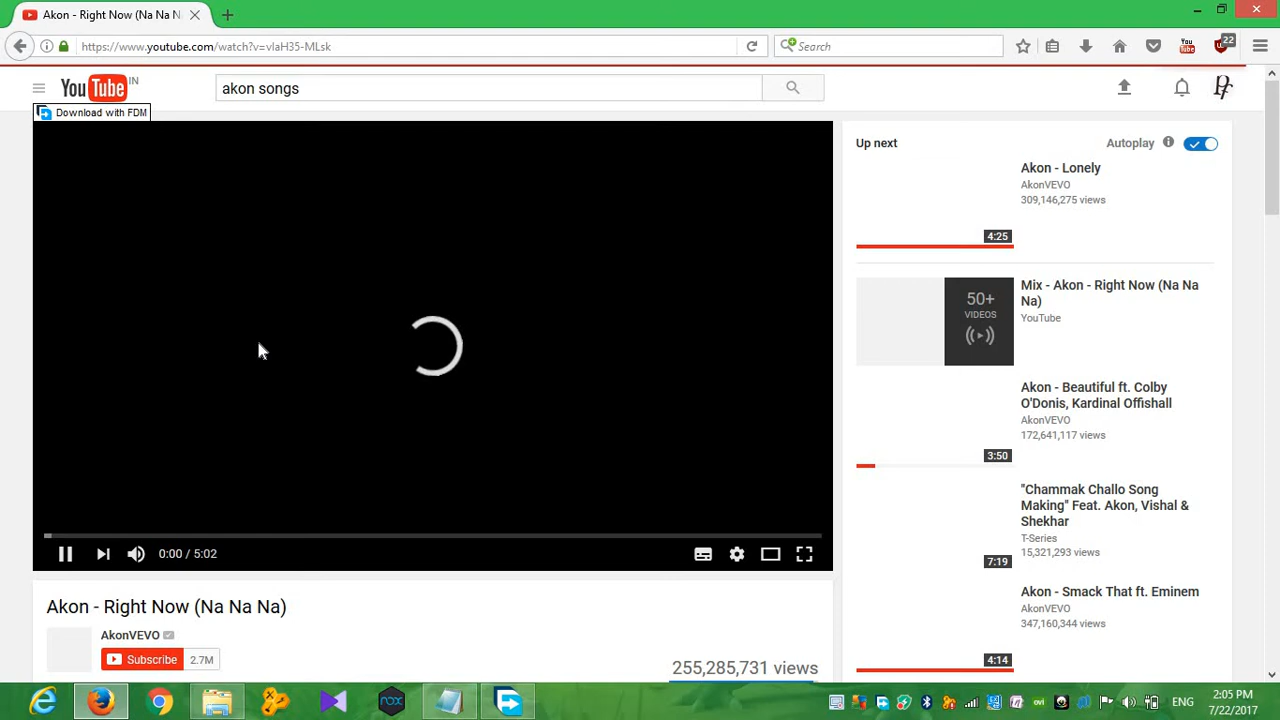 Akon - Right Now (Na Na N
https://www.youtube.com/watch?v=vIaH35-MLsk
Search
22
You Tube IN
akon songs
Download with FDM
0:00 / 5:02
Akon - Right Now (Na Na Na)
AkonVEVO
Subscribe 2.7M
255,285,731 views
Up next
Autoplay
Akon - Lonely
AkonVEVO
309,146,275 views
4:25
50+
VIDEOS
Mix - Akon - Right Now (Na Na
Na)
YouTube
Akon - Beautiful ft. Colby
O'Donis, Kardinal Offishall
AkonVEVO
172,641,117 views
3:50
"Chammak Challo Song
Making" Feat. Akon, Vishal &
Shekhar
T-Series
15,321,293 views
7:19
Akon - Smack That ft. Eminem
AkonVEVO
347,160,344 views
4:14
nox
ovi
ENG
2:05 PM
7/22/2017